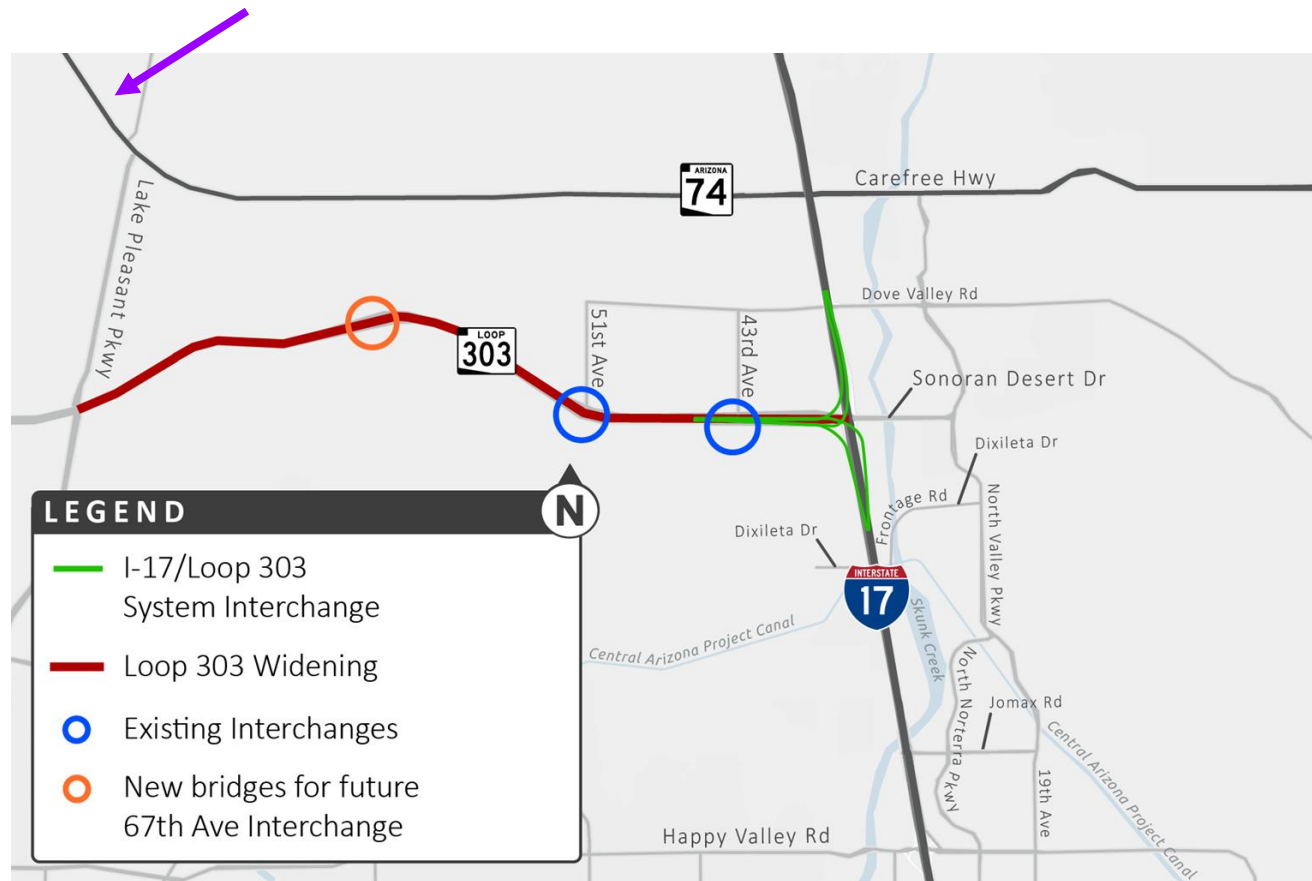 ARIZONA
74
Carefree Hwy
Lake Pleasant Pkwy
Dove Valley Rd
LOOP
303
51st Ave
43rd Ave
Sonoran Desert Dr
Dixileta Dr
North Valley Pkwy
Frontage Rd
Dixileta Dr
INTERSTATE
17
Skunk Creek
Central Arizona Project Canal
North Norterra Pkwy
Jomax Rd
Central Arizona Project Canal
19th Ave
Happy Valley Rd
N
LEGEND
I-17/Loop 303
System Interchange
Loop 303 Widening
Existing Interchanges
New bridges for future
67th Ave Interchange